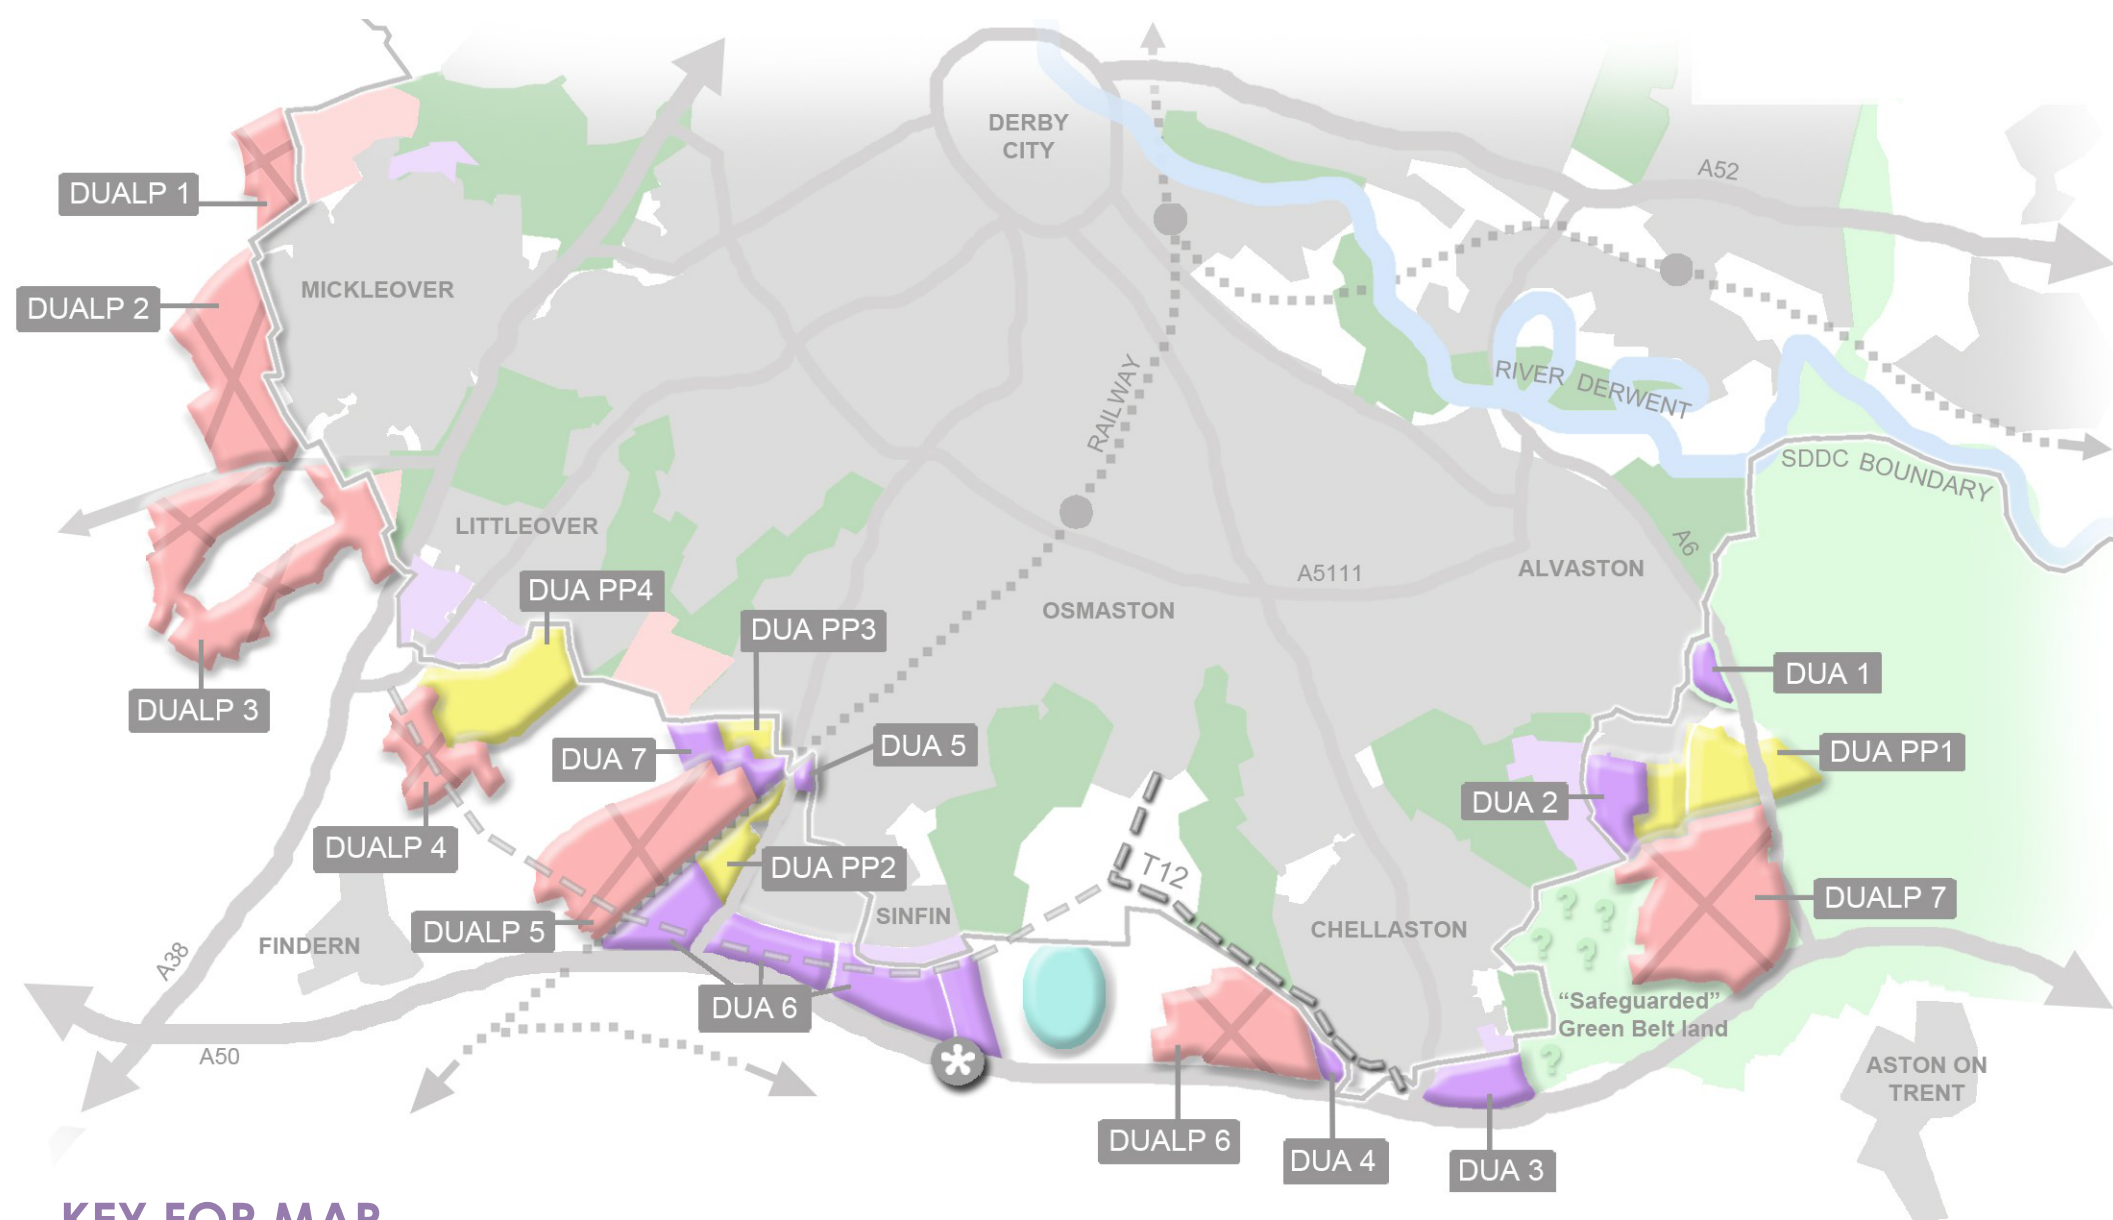 DERBY
CITY
A52
DUALP 1
MICKLEOVER
DUALP 2
RAILWAY
RIVER DERWENT
SDDC BOUNDARY
LITTLEOVER
A6
A5111
ALVASTON
DUA PP4
OSMASTON
DUA PP3
DUA 1
DUALP 3
DUA 7
DUA 5
DUA PP1
DUA 2
DUALP 4
DUA PP2
T12
DUALP 7
SINFIN
DUALP 5
CHELLASTON
FINDERN
A38
? ? ? ?
"Safeguarded"
Green Belt land
DUA 6
A50
*
?
ASTON ON
TRENT
DUALP 6
DUA 4
DUA 3
KEY FOR MAP